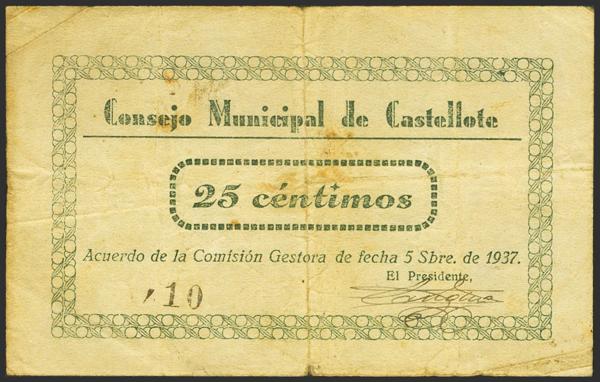 Consejo Municipal de Castellote
25 céntimos
Acuerdo de la Comisión Gestora de fecha 5 Sbre. de 1937.
El Presidente,
10